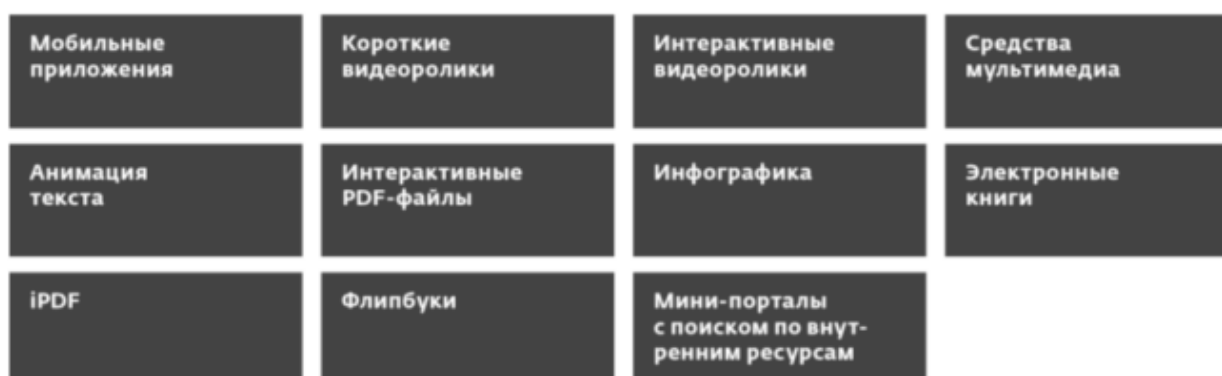 Мобильные
приложения
Короткие
видеоролики
Интерактивные
видеоролики
Средства
мультимедиа
Анимация
текста
Интерактивные
PDF-файлы
Инфографика
Электронные
книги
iPDF
Флипбуки
Мини-порталы
с поиском по внут-
ренним ресурсам